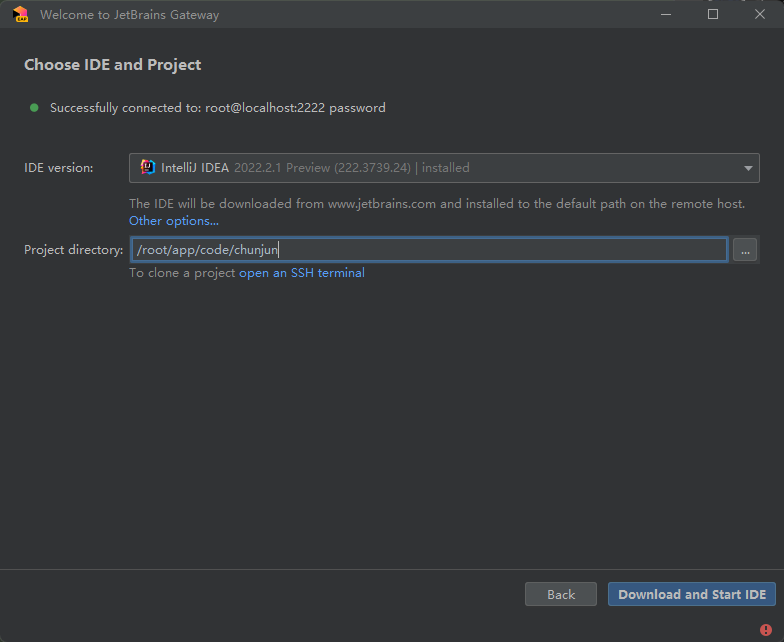 Welcome to JetBrains Gateway
Choose IDE and Project
Successfully connected to: root@localhost:2222 password
IDE version: IntelliJ IDEA 2022.2.1 Preview (222.3739.24) | installed
The IDE will be downloaded from www.jetbrains.com and installed to the default path on the remote host.
Other options...
Project directory: /root/app/code/chunjun ...
To clone a project open an SSH terminal
Back Download and Start IDE